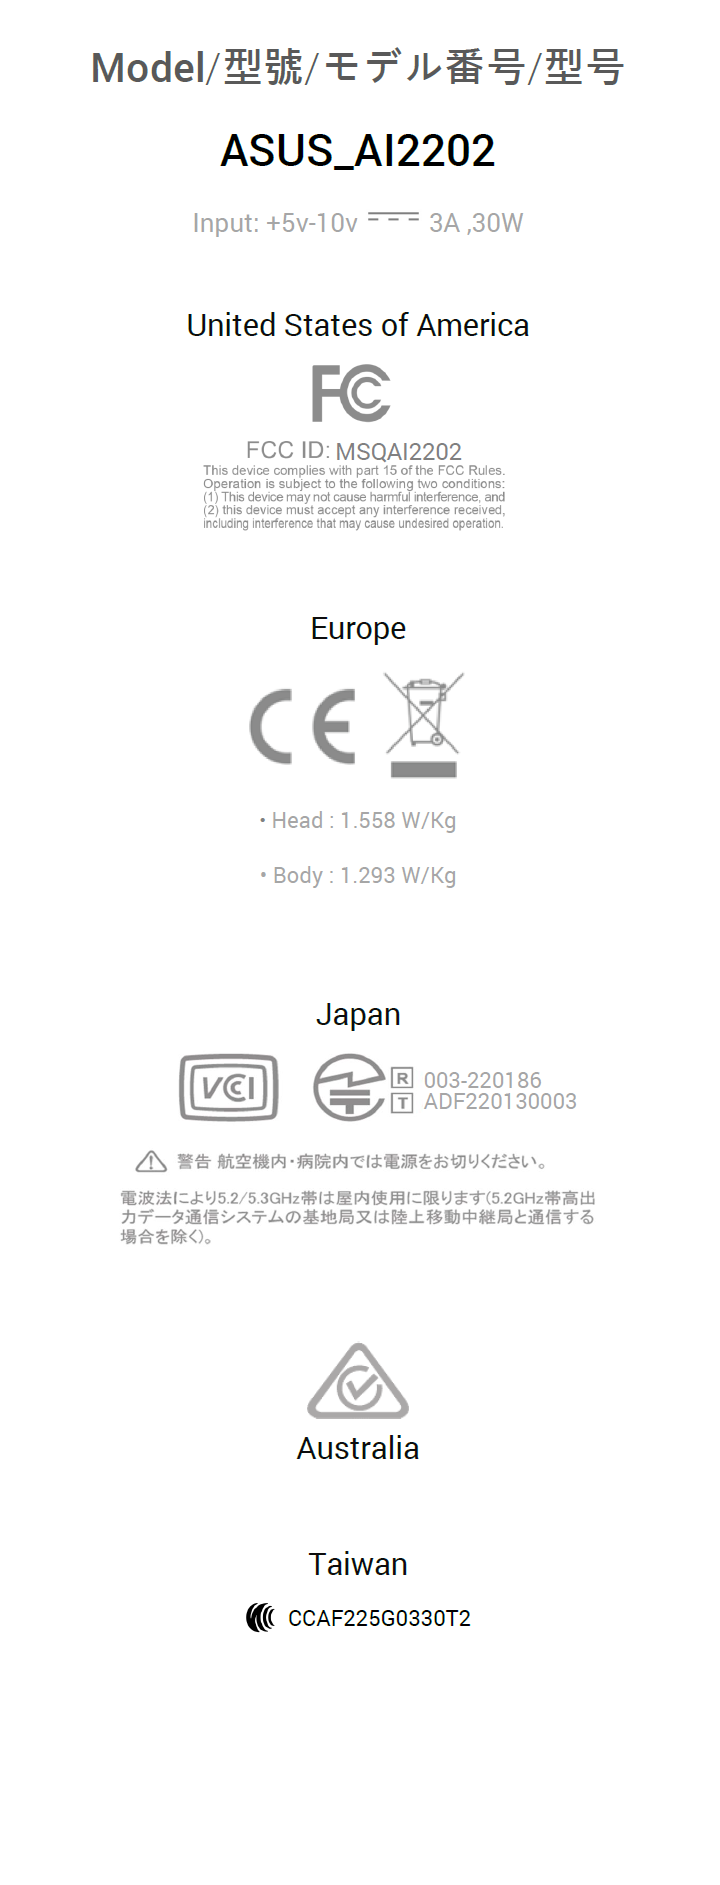 Model/型號/モデル番号/型号
ASUS_AI2202
Input: +5v-10v 3A ,30W
United States of America
FC
FCC ID: MSQAI2202
This device complies with part 15 of the FCC Rules.
Operation is subject to the following two conditions:
(1) This device may not cause harmful interference, and
(2) this device must accept any interference received,
including interference that may cause undesired operation.
Europe
CE
• Head : 1.558 W/Kg
• Body : 1.293 W/Kg
Japan
VCCI
R 003-220186
T ADF220130003
警告 航空機内・病院内では電源をお切りください。
電波法により5.2/5.3GHz帯は屋内使用に限ります(5.2GHz帯高出
力データ通信システムの基地局又は陸上移動中継局と通信する
場合を除く)。
Australia
Taiwan
CCAF225G0330T2